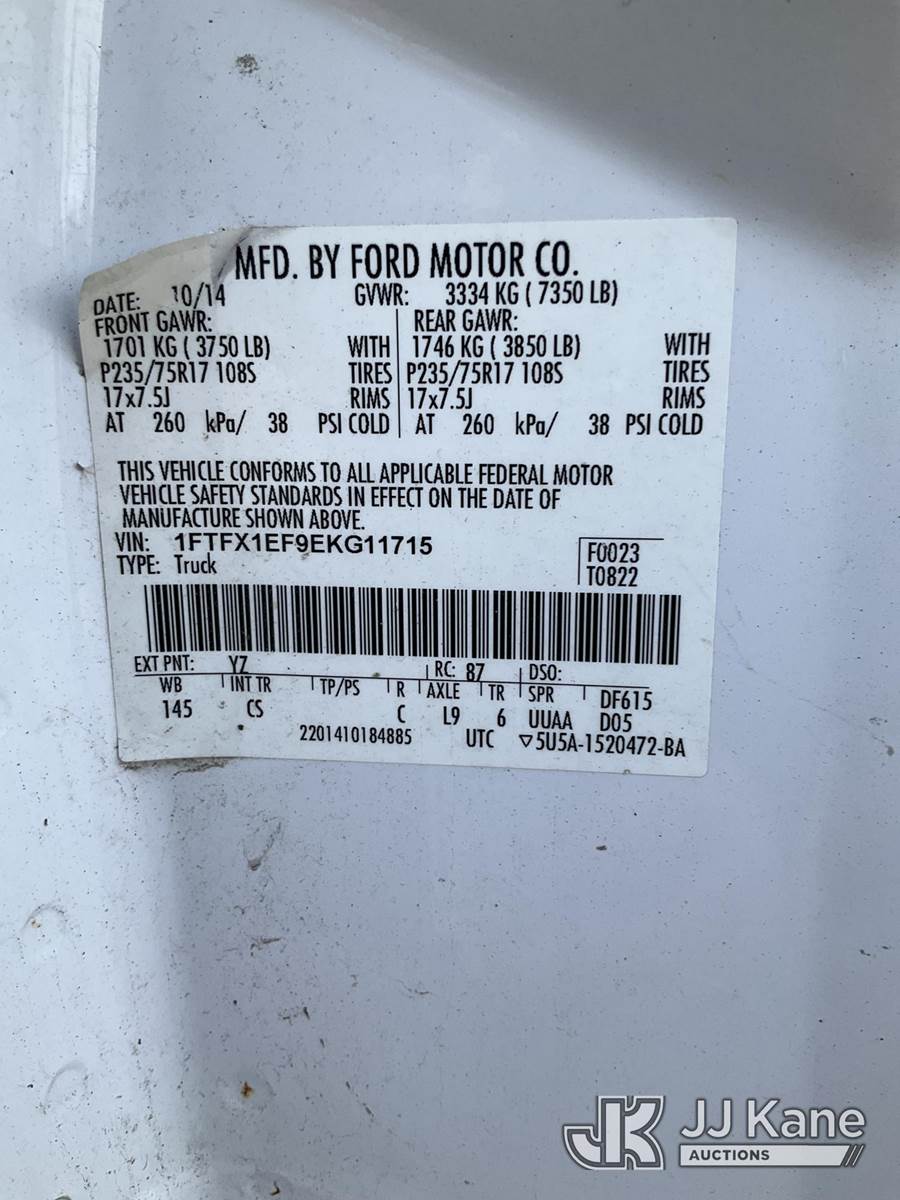 MFD. BY FORD MOTOR CO.
DATE: 10/14 GVWR: 3334 KG ( 7350 LB)
FRONT GAWR: REAR GAWR:
1701 KG ( 3750 LB) WITH 1746 KG ( 3850 LB) WITH
P235/75R17 108S TIRES P235/75R17 108S TIRES
17x7.5J RIMS 17x7.5J RIMS
AT 260 kPa/ 38 PSI COLD AT 260 kPa/ 38 PSI COLD
THIS VEHICLE CONFORMS TO ALL APPLICABLE FEDERAL MOTOR
VEHICLE SAFETY STANDARDS IN EFFECT ON THE DATE OF
MANUFACTURE SHOWN ABOVE.
VIN: 1FTFX1EF9EKG11715 F0023
TYPE: Truck T0822
EXT PNT: YZ RC: 87 DSO:
WB INT TR TP/PS R AXLE TR SPR DF615
145 CS C L9 6 UUAA D05
2201410184885 UTC ▽5U5A-1520472-BA
JK JJ Kane
AUCTIONS